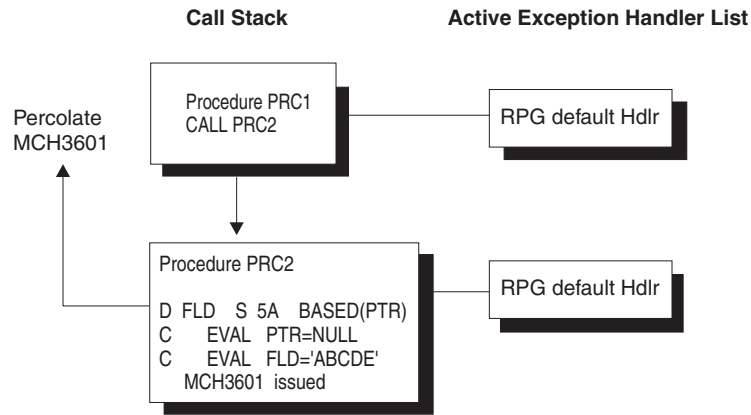 Call Stack
Active Exception Handler List
Percolate
MCH3601
Procedure PRC1
CALL PRC2
RPG default Hdlr
Procedure PRC2
D FLD S 5A BASED(PTR)
C EVAL PTR=NULL
C EVAL FLD='ABCDE'
MCH3601 issued
RPG default Hdlr